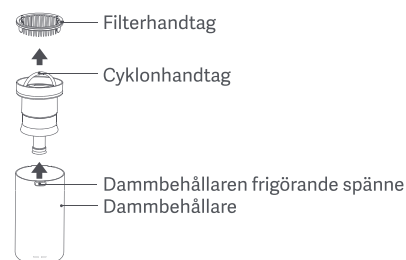 Filterhandtag
Cyklonhandtag
Dammbehållaren frigörande spänne
Dammbehållare